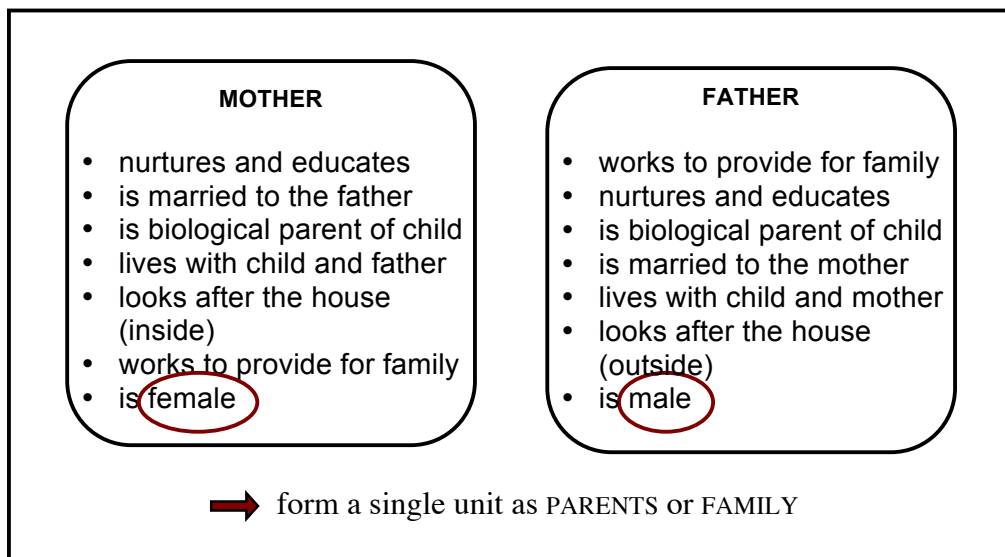 MOTHER
• nurtures and educates
• is married to the father
• is biological parent of child
• lives with child and father
• looks after the house
(inside)
• works to provide for family
• is female
FATHER
• works to provide for family
• nurtures and educates
• is biological parent of child
• is married to the mother
• lives with child and mother
• looks after the house
(outside)
• is male
form a single unit as PARENTS or FAMILY